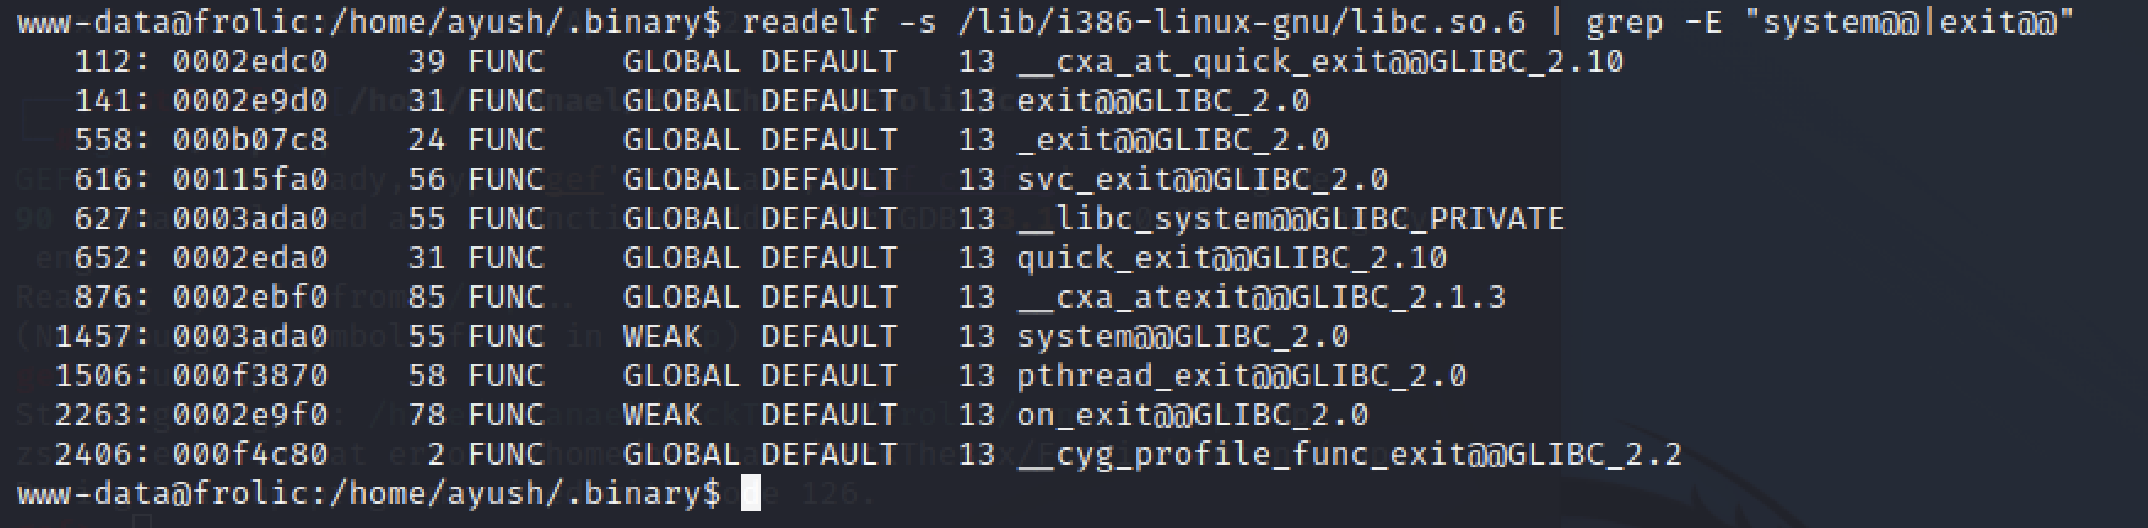 www-data@frolic:/home/ayush/.binary$ readelf -s /lib/i386-linux-gnu/libc.so.6 | grep -E "system@@|exit@@"
112: 0002edc0 39 FUNC GLOBAL DEFAULT 13 __cxa_at_quick_exit@@GLIBC_2.10
141: 0002e9d0 31 FUNC GLOBAL DEFAULT 13 exit@@GLIBC_2.0
558: 000b07c8 24 FUNC GLOBAL DEFAULT 13 _exit@@GLIBC_2.0
616: 00115fa0 56 FUNC GLOBAL DEFAULT 13 svc_exit@@GLIBC_2.0
627: 0003ada0 55 FUNC GLOBAL DEFAULT 13 __libc_system@@GLIBC_PRIVATE
652: 0002eda0 31 FUNC GLOBAL DEFAULT 13 quick_exit@@GLIBC_2.10
876: 0002ebf0 85 FUNC GLOBAL DEFAULT 13 __cxa_atexit@@GLIBC_2.1.3
1457: 0003ada0 55 FUNC WEAK DEFAULT 13 system@@GLIBC_2.0
1506: 000f3870 58 FUNC GLOBAL DEFAULT 13 pthread_exit@@GLIBC_2.0
2263: 0002e9f0 78 FUNC WEAK DEFAULT 13 on_exit@@GLIBC_2.0
2406: 000f4c80 2 FUNC GLOBAL DEFAULT 13 __cyg_profile_func_exit@@GLIBC_2.2
www-data@frolic:/home/ayush/.binary$